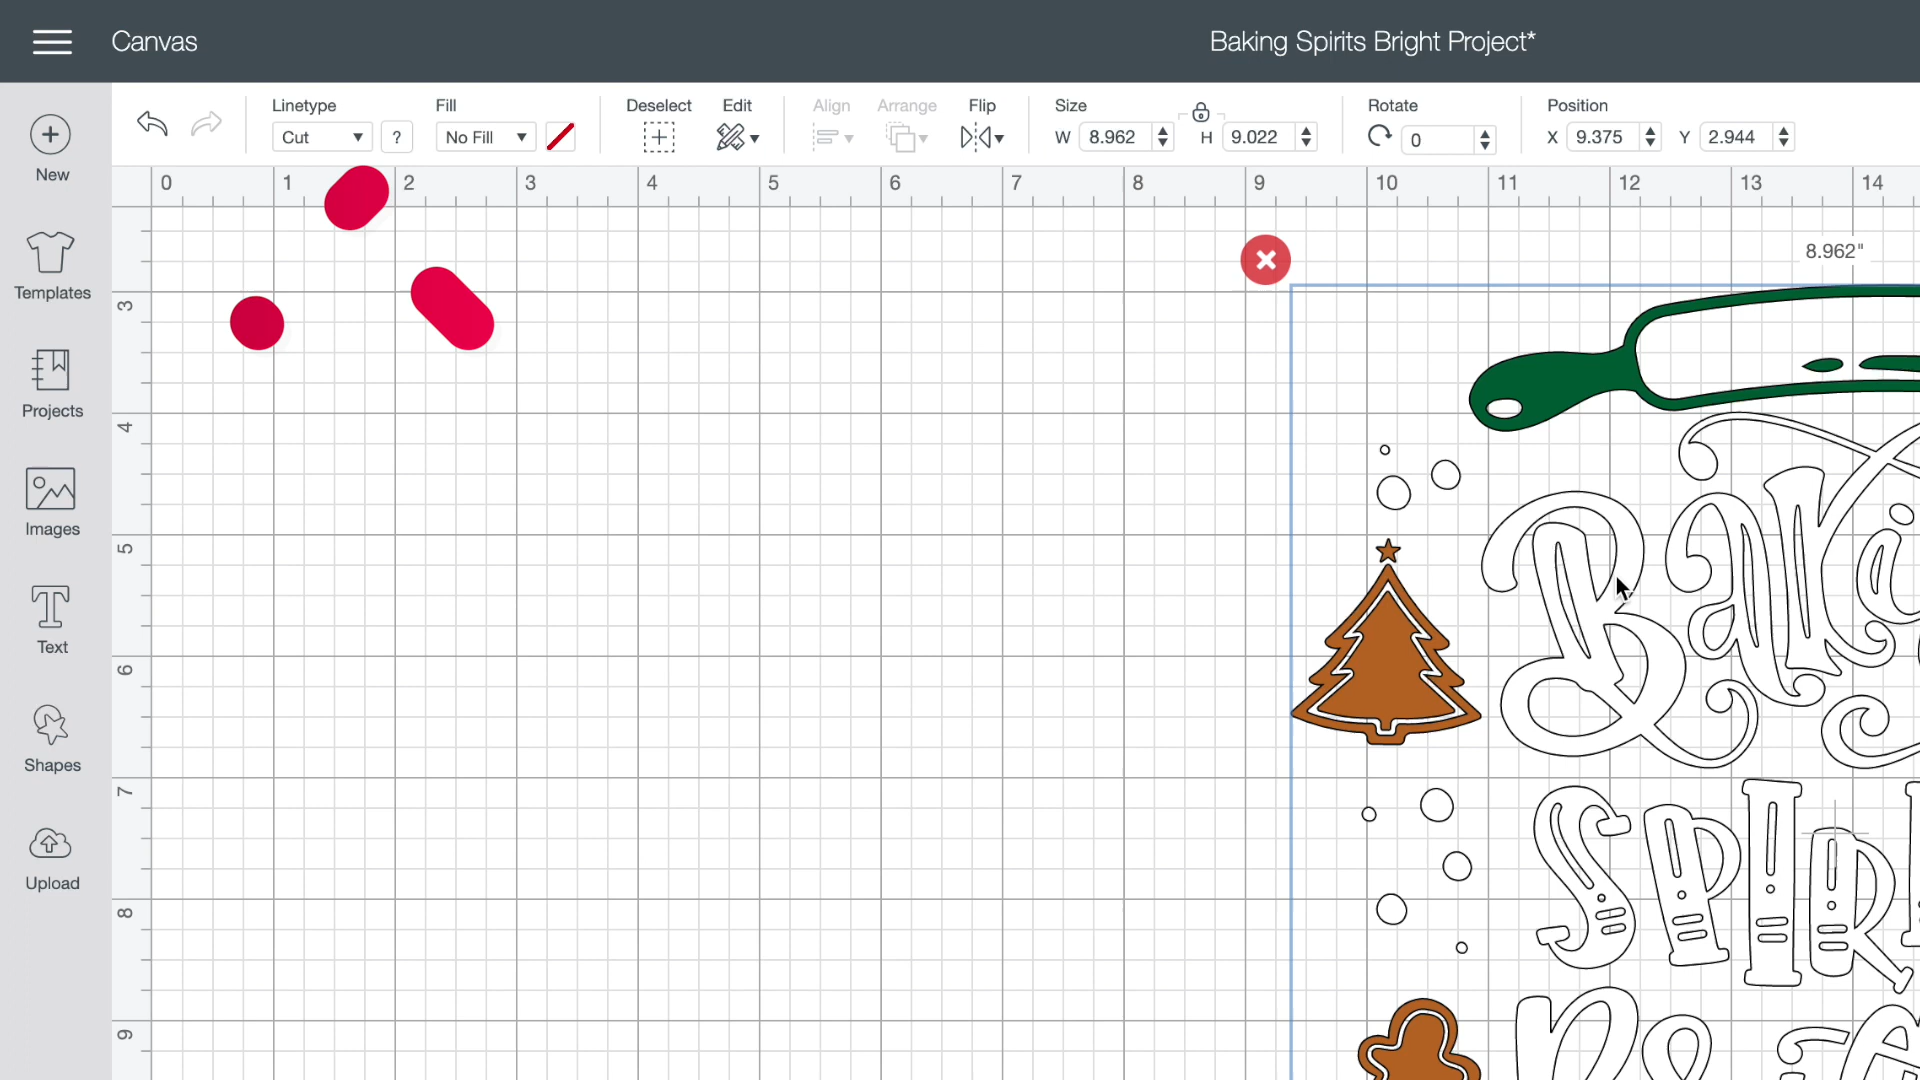 Canvas
Baking Spirits Bright Project*
Linetype
Cut
?
Fill
No Fill
Deselect
Edit
Align
Arrange
Flip
Size
W 8.962
H 9.022
Rotate
0
Position
X 9.375
Y 2.944
New
Templates
Projects
Images
Text
Shapes
Upload
0 1 2 3 4 5 6 7 8 9 10 11 12 13 14
3
4
5
6
7
8
9
8.962"
Baki
SPIRI